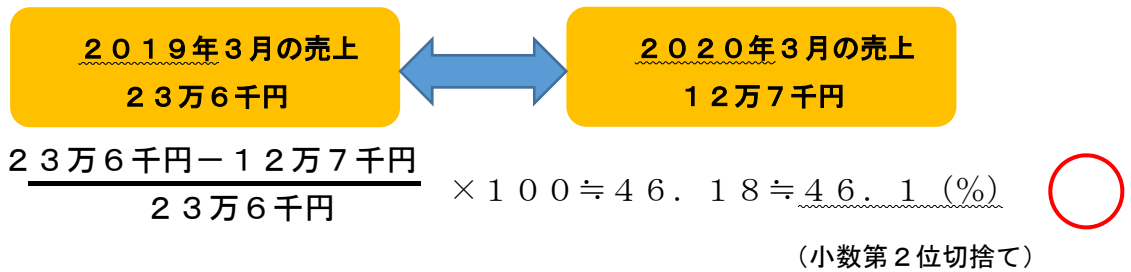 ２０１９年３月の売上
２３万６千円
２０２０年３月の売上
１２万７千円
２３万６千円－１２万７千円
２３万６千円
×１００≒４６．１８≒４６．１（％）
（小数第２位切捨て）